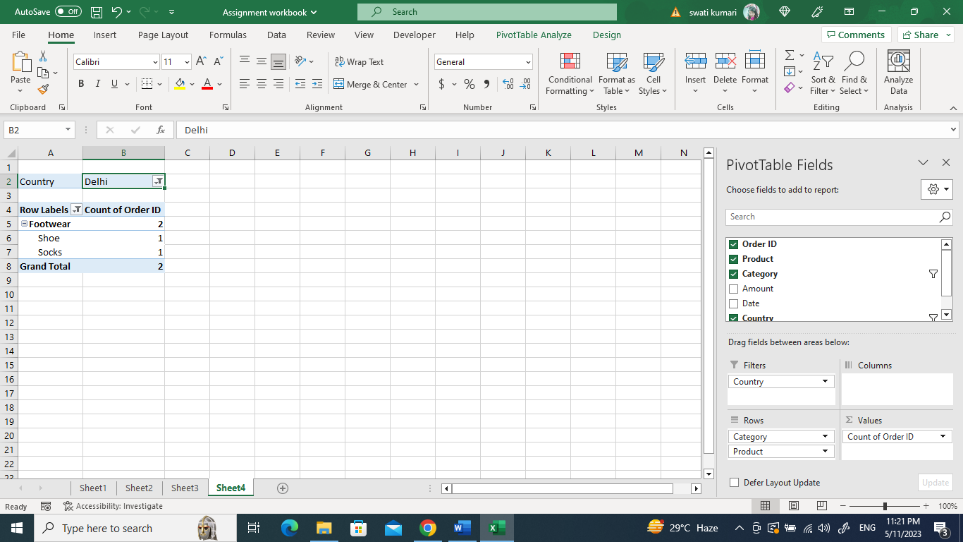 AutoSave Off Assignment workbook Search swati kumari
File Home Insert Page Layout Formulas Data Review View Developer Help PivotTable Analyze Design Comments Share
Calibri 11 Wrap Text General
Paste B I U Merge & Center $ % Conditional Formatting Format as Table Cell Styles Insert Delete Format Sort & Filter Find & Select Analyze Data
Clipboard Font Alignment Number Styles Cells Editing Analysis
B2 fx Delhi
A B C D E F G H I J K L M N
1
2 Country Delhi
3
4 Row Labels Count of Order ID
5 Footwear 2
6 Shoe 1
7 Socks 1
8 Grand Total 2
9
10
11
12
13
14
15
16
17
18
19
20
21
22
23
PivotTable Fields
Choose fields to add to report:
Search
Order ID
Product
Category
Amount
Date
Country
Drag fields between areas below:
Filters Columns
Country
Rows Σ Values
Category Count of Order ID
Product
Defer Layout Update Update
Sheet1 Sheet2 Sheet3 Sheet4
Ready Accessibility: Investigate 100%
Type here to search 29°C Haze ENG 11:21 PM
5/11/2023 3